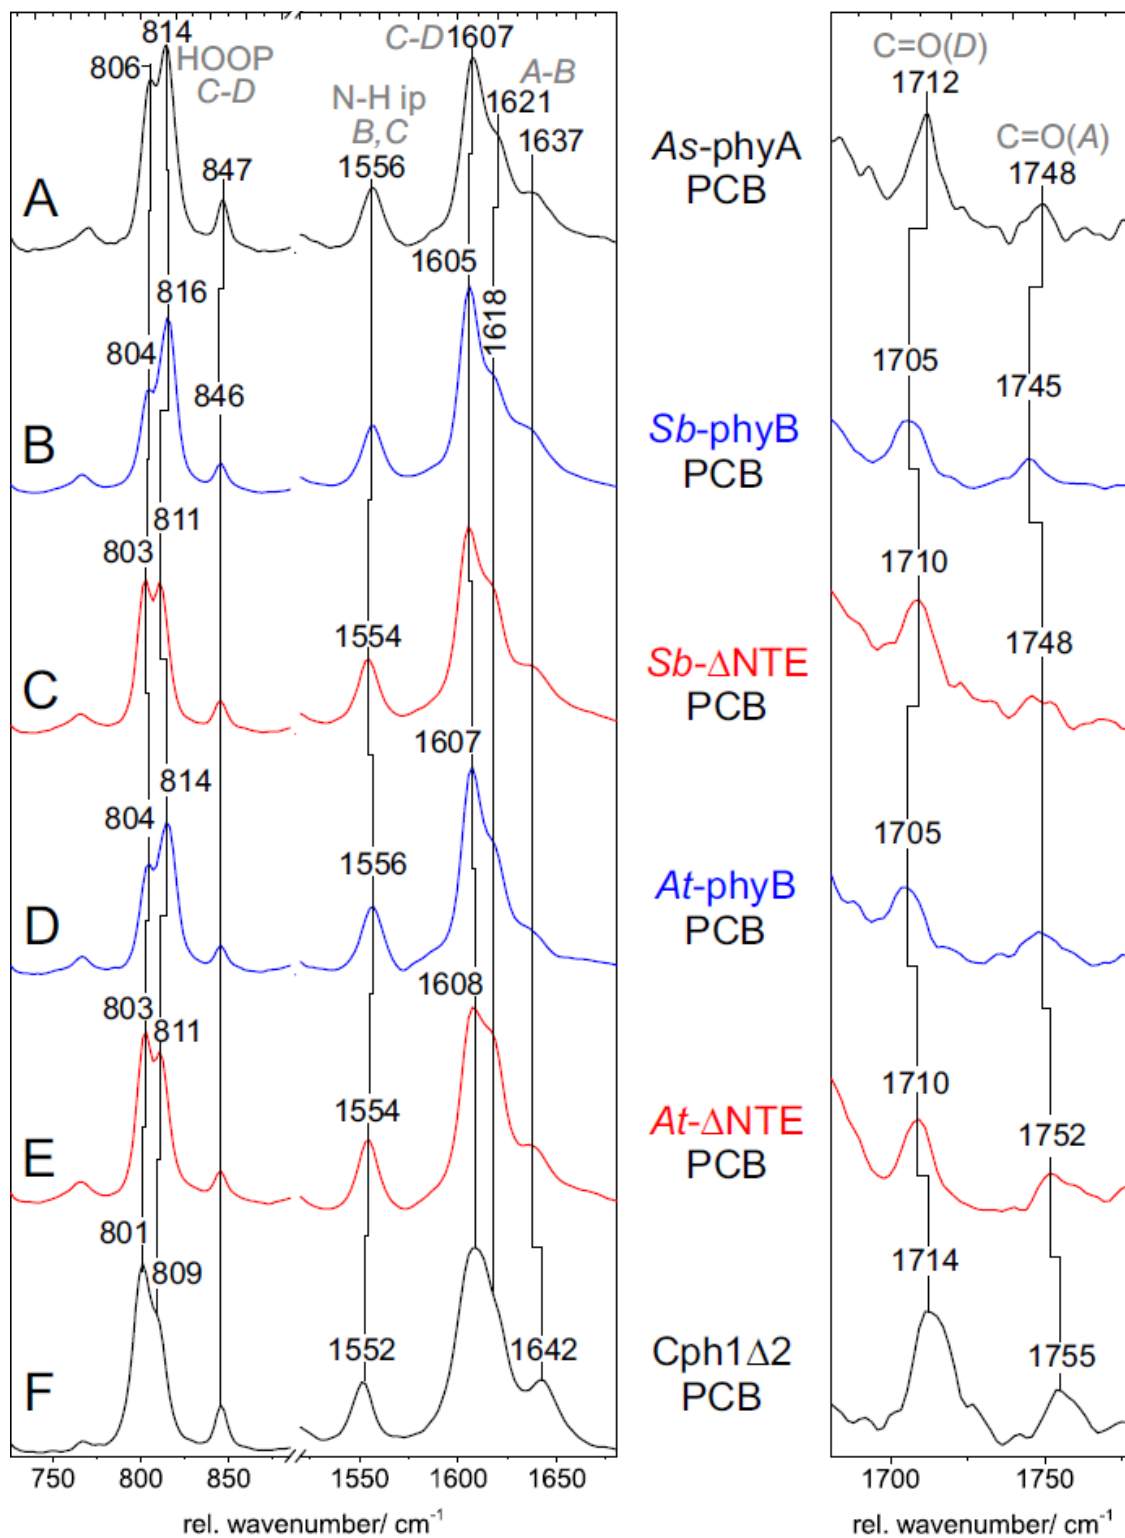 814
806
HOOP
C-D
847
C-D 1607
A-B
1621
1637
N-H ip
B,C
1556
A
As-phyA
PCB
C=O(D)
1712
C=O(A)
1748
816
804
846
1605
1618
B
Sb-phyB
PCB
1705
1745
811
803
1554
C
Sb-ΔNTE
PCB
1710
1748
814
804
1607
1556
D
At-phyB
PCB
1705
803
811
1608
1554
E
At-ΔNTE
PCB
1710
1752
801
809
1552
1642
F
Cph1Δ2
PCB
1714
1755
750 800 850 1550 1600 1650 1700 1750
rel. wavenumber/ cm⁻¹ rel. wavenumber/ cm⁻¹